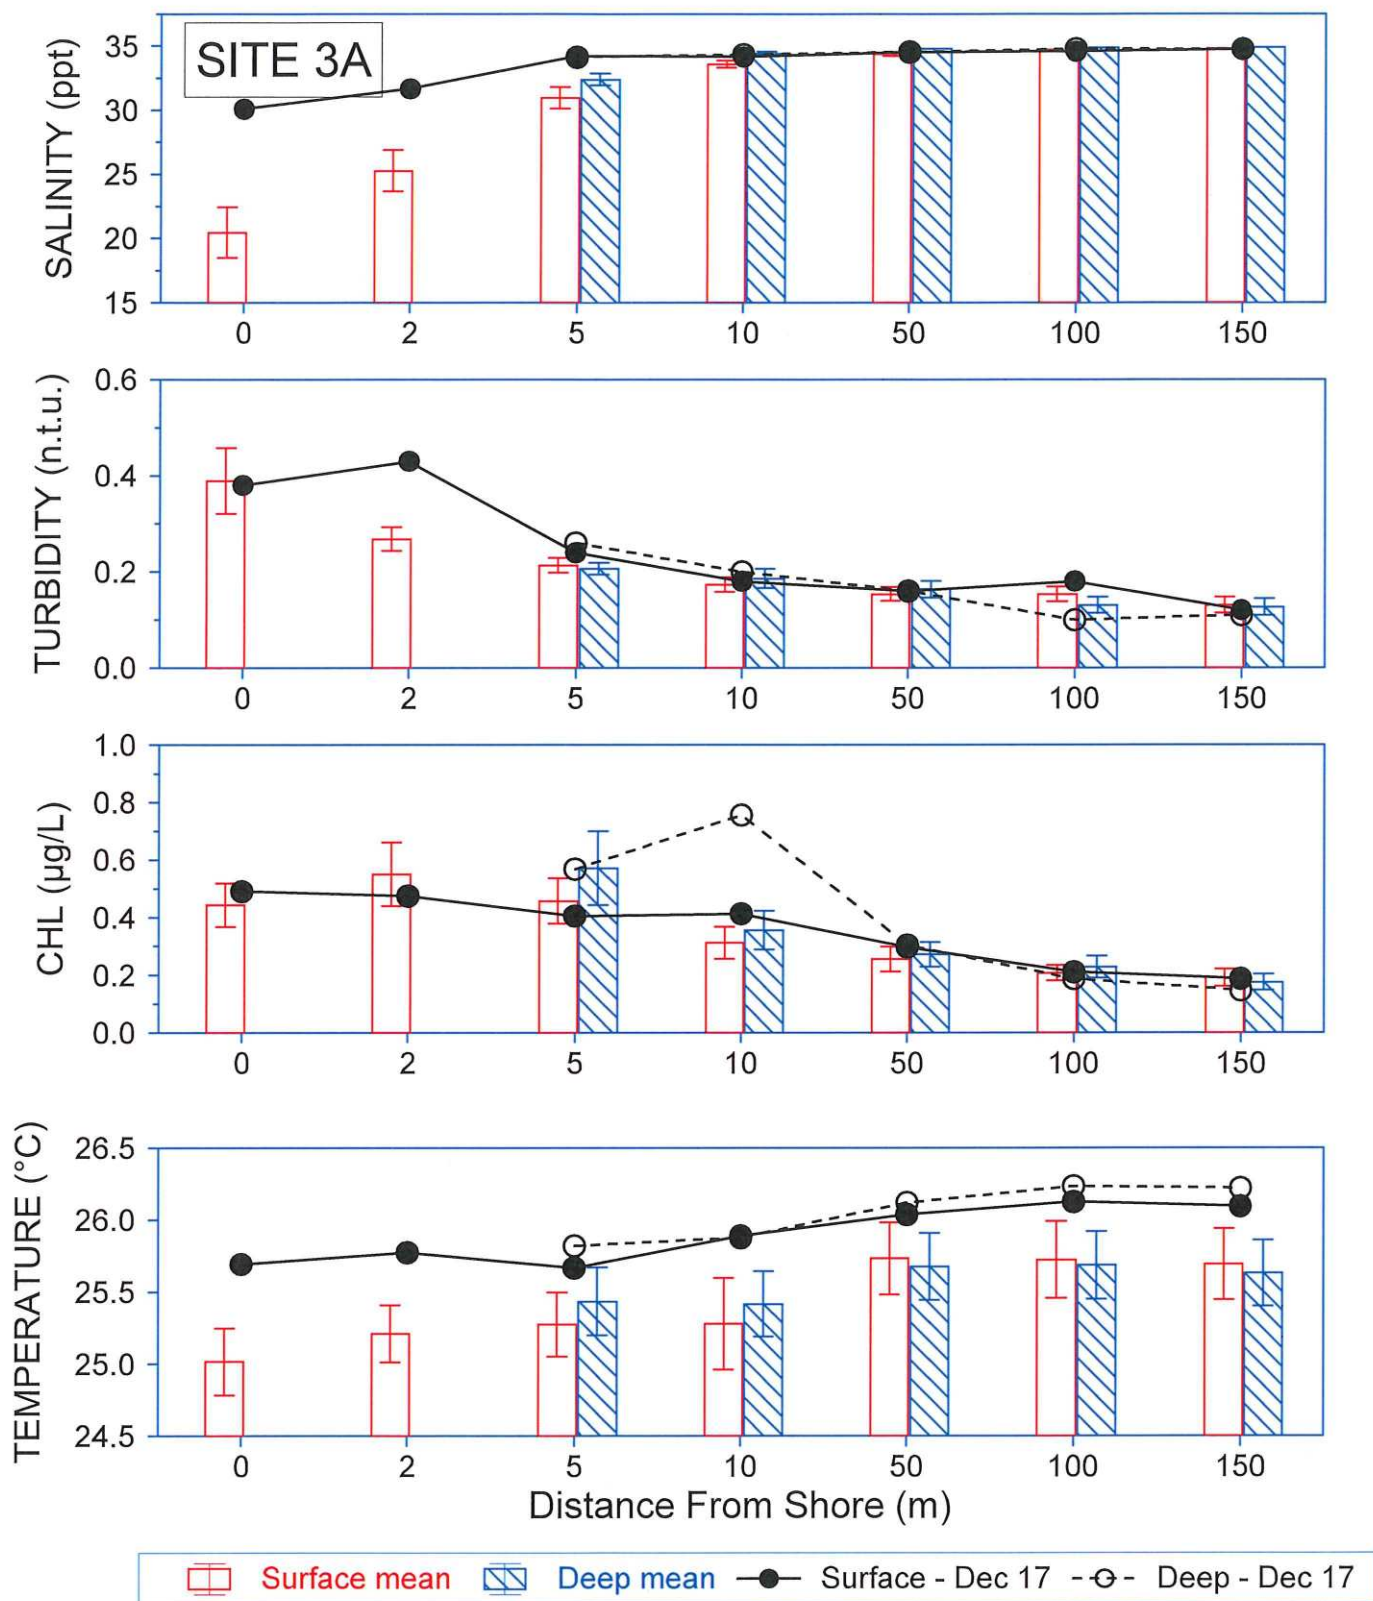 SITE 3A
SALINITY (ppt)
35
30
25
20
15
0 2 5 10 50 100 150
TURBIDITY (n.t.u.)
0.6
0.4
0.2
0.0
0 2 5 10 50 100 150
CHL (µg/L)
1.0
0.8
0.6
0.4
0.2
0.0
0 2 5 10 50 100 150
TEMPERATURE (°C)
26.5
26.0
25.5
25.0
24.5
0 2 5 10 50 100 150
Distance From Shore (m)
Surface mean Deep mean Surface - Dec 17 Deep - Dec 17